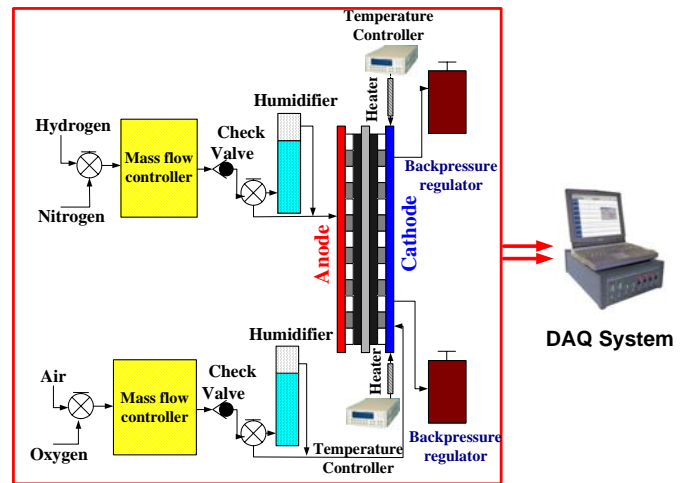 Temperature
Controller
Heater
Humidifier
Hydrogen
Check
Valve
Mass flow
controller
Backpressure
regulator
Nitrogen
Anode
Cathode
DAQ System
Humidifier
Air
Check
Valve
Heater
Mass flow
controller
Oxygen
Temperature
Controller
Backpressure
regulator